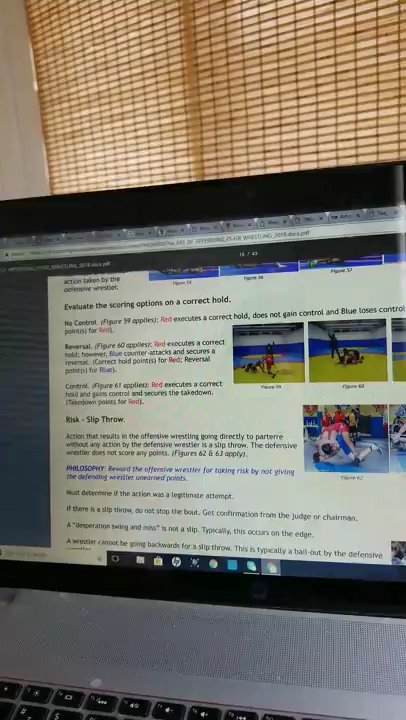 WRESTLING_2018.docx.pdf
18 / 43
action taken by the
defensive wrestler.
Figure 55
Figure 56
Figure 57
Evaluate the scoring options on a correct hold.
No Control. (Figure 59 applies): Red executes a correct hold, does not gain control and Blue loses control
point(s) for Red).
Reversal. (Figure 60 applies): Red executes a correct
hold; however, Blue counter-attacks and secures a
reversal. (Correct hold point(s) for Red; Reversal
point(s) for Blue).
Control. (Figure 61 applies): Red executes a correct
hold and gains control and secures the takedown.
(Takedown points for Red).
Figure 59
Figure 60
Risk - Slip Throw.
Action that results in the offensive wrestling going directly to parterre
without any action by the defensive wrestler is a slip throw. The defensive
wrestler does not score any points. (Figures 62 & 63 apply).
Figure 62
PHILOSOPHY: Reward the offensive wrestler for taking risk by not giving
the defending wrestler unearned points.
Must determine if the action was a legitimate attempt.
If there is a slip throw, do not stop the bout. Get confirmation from the judge or chairman.
A "desperation swing and miss" is not a slip. Typically, this occurs on the edge.
A wrestler cannot be going backwards for a slip throw. This is typically a bail-out by the defensive